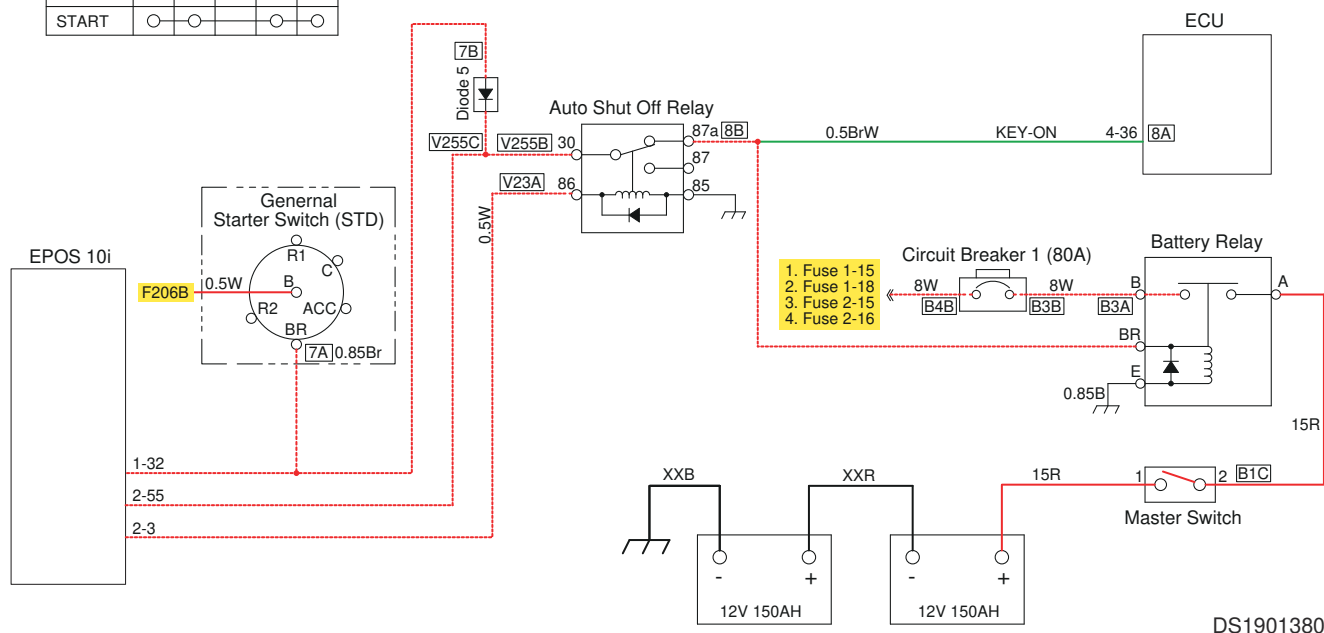 START
ECU
7B
Diode 5
Auto Shut Off Relay
87a 8B
0.5BrW
KEY-ON
4-36
8A
V255C
V255B
30
87
V23A
86
85
0.5W
Genernal
Starter Switch (STD)
R1
C
B
R2
ACC
BR
7A
0.85Br
EPOS 10i
F206B
0.5W
1-32
2-55
2-3
Circuit Breaker 1 (80A)
Battery Relay
1. Fuse 1-15
2. Fuse 1-18
3. Fuse 2-15
4. Fuse 2-16
8W
8W
B4B
B3B
B3A
B
A
BR
E
0.85B
15R
XXB
XXR
15R
1
2
B1C
Master Switch
-
+
-
+
12V 150AH
12V 150AH
DS1901380